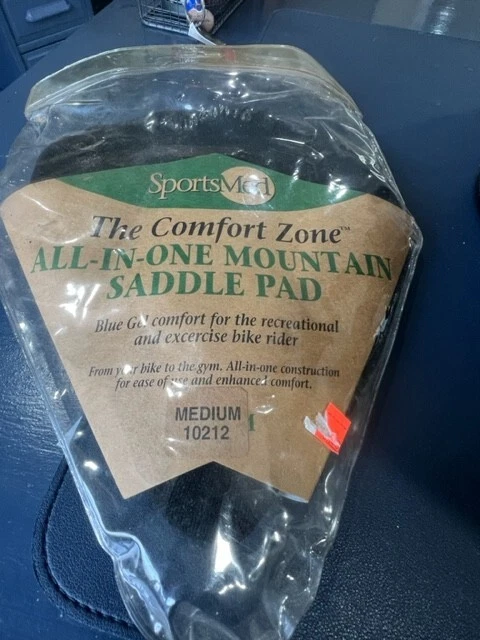 SportsMed
The Comfort Zone™
ALL-IN-ONE MOUNTAIN
SADDLE PAD
Blue Gel comfort for the recreational
and excercise bike rider
From your bike to the gym. All-in-one construction
for ease of use and enhanced comfort.
MEDIUM
10212